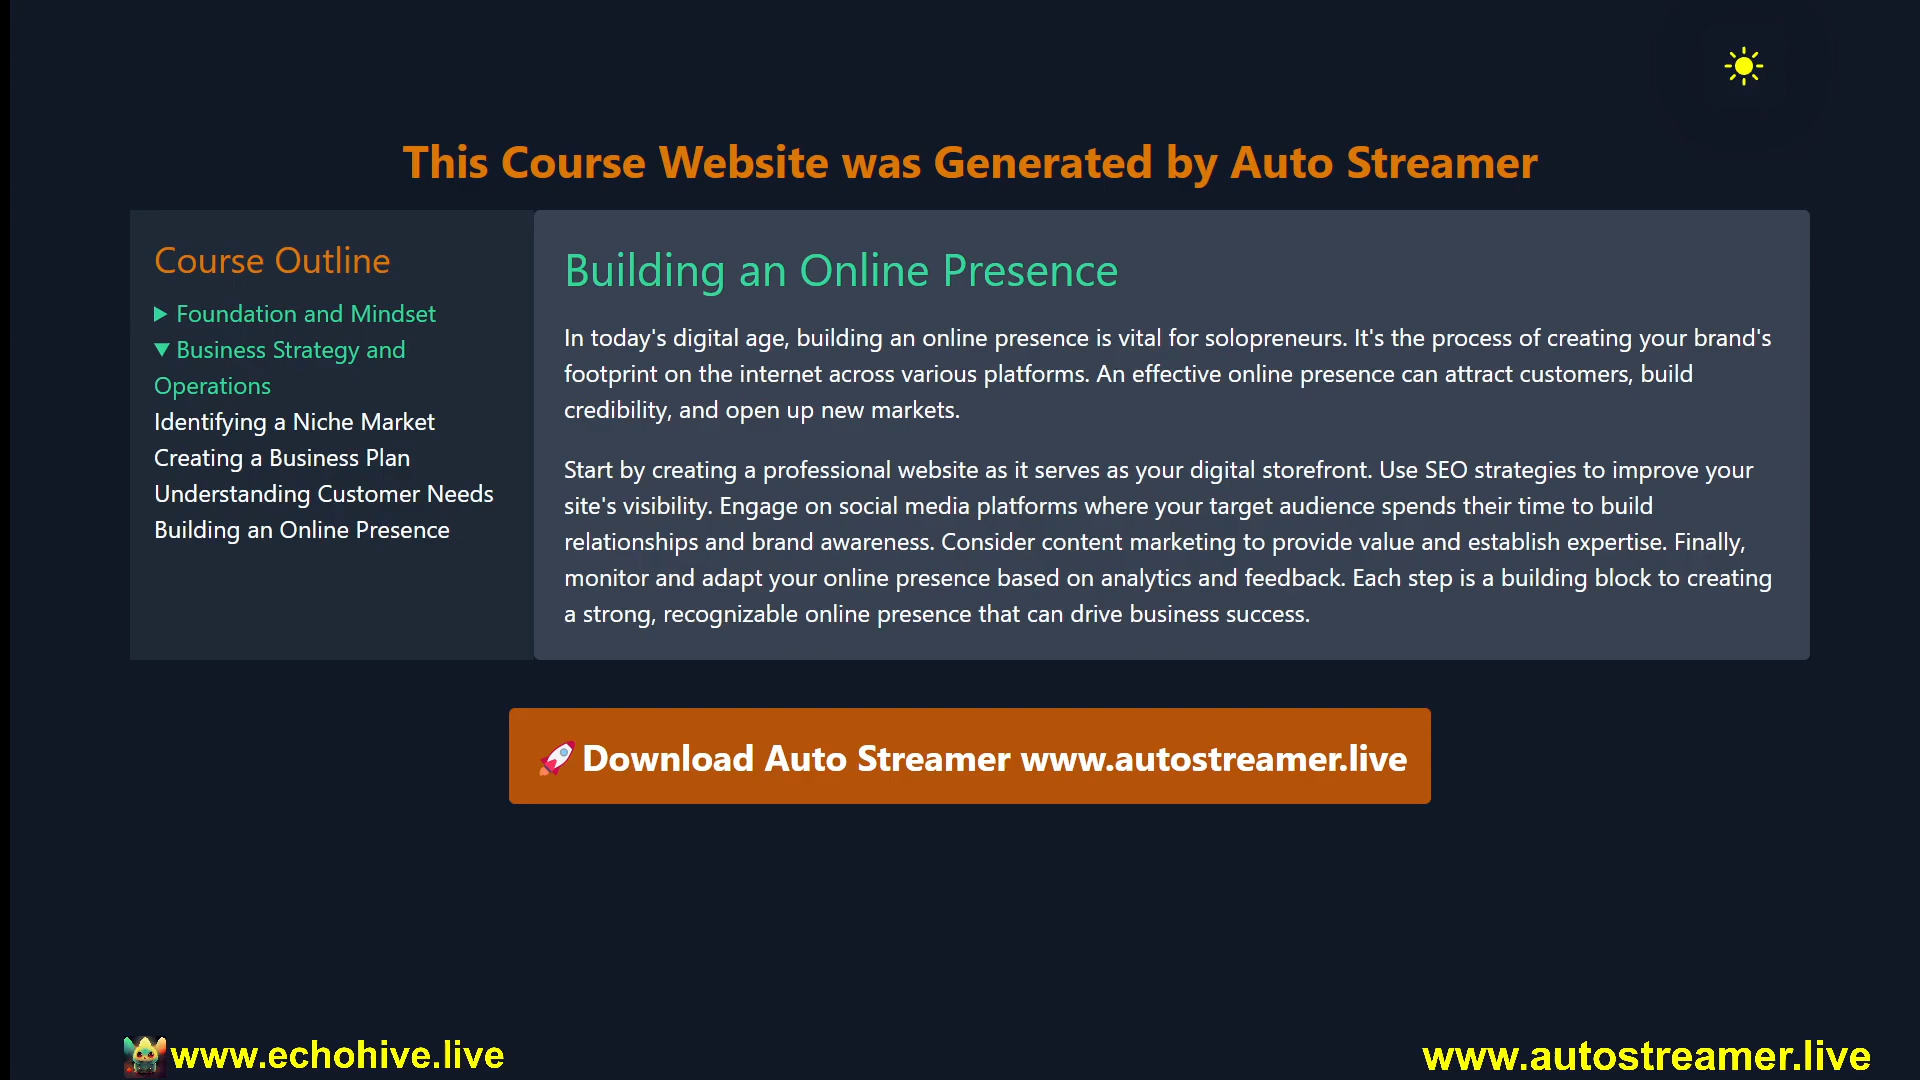 This Course Website was Generated by Auto Streamer
Course Outline
Foundation and Mindset
Business Strategy and
Operations
Identifying a Niche Market
Creating a Business Plan
Understanding Customer Needs
Building an Online Presence
Building an Online Presence
In today's digital age, building an online presence is vital for solopreneurs. It's the process of creating your brand's
footprint on the internet across various platforms. An effective online presence can attract customers, build
credibility, and open up new markets.
Start by creating a professional website as it serves as your digital storefront. Use SEO strategies to improve your
site's visibility. Engage on social media platforms where your target audience spends their time to build
relationships and brand awareness. Consider content marketing to provide value and establish expertise. Finally,
monitor and adapt your online presence based on analytics and feedback. Each step is a building block to creating
a strong, recognizable online presence that can drive business success.
Download Auto Streamer www.autostreamer.live
www.echohive.live
www.autostreamer.live